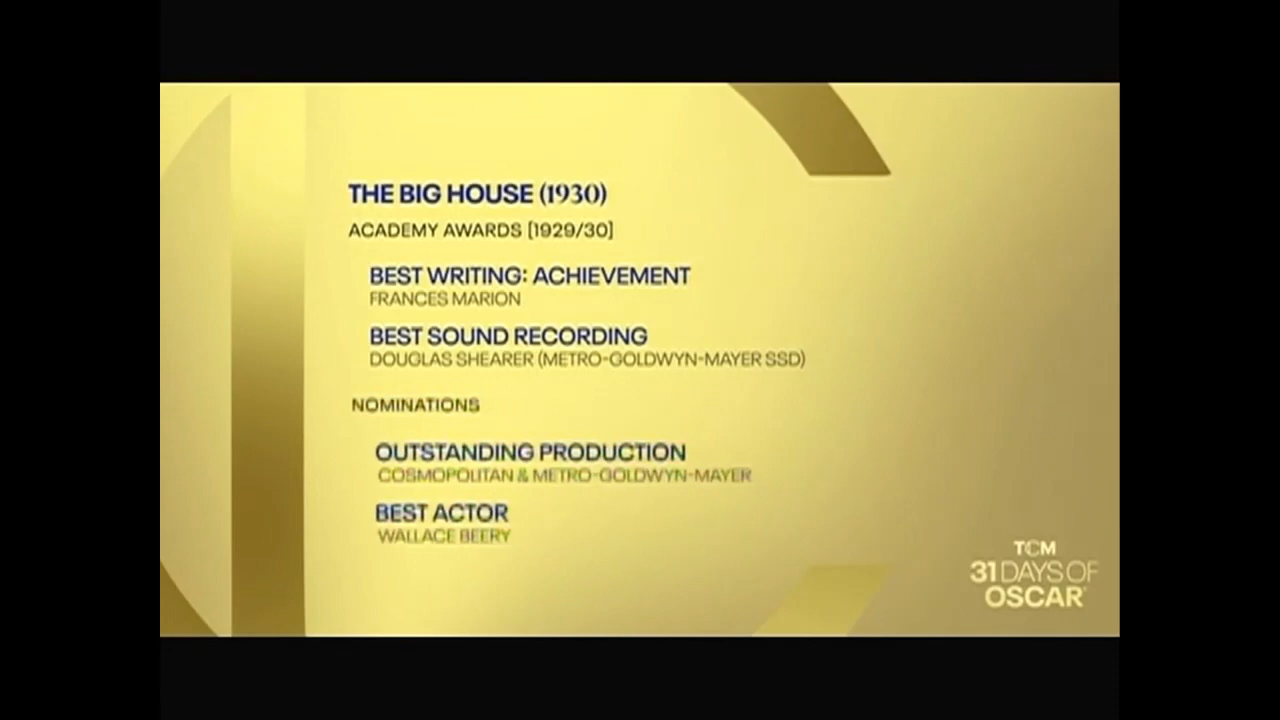 THE BIG HOUSE (1930)
ACADEMY AWARDS [1929/30]
BEST WRITING: ACHIEVEMENT
FRANCES MARION
BEST SOUND RECORDING
DOUGLAS SHEARER (METRO-GOLDWYN-MAYER SSD)
NOMINATIONS
OUTSTANDING PRODUCTION
COSMOPOLITAN & METRO-GOLDWYN-MAYER
BEST ACTOR
WALLACE BEERY
TCM
31 DAYS OF
OSCAR®